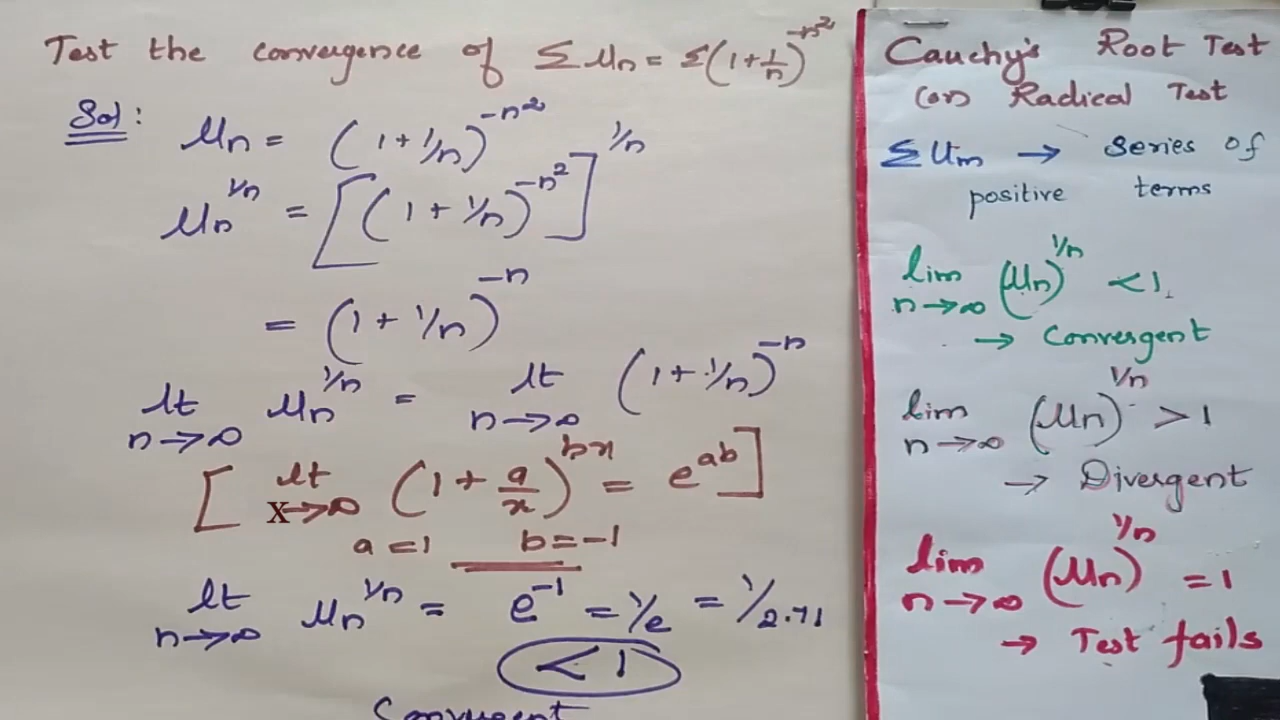 Test the convergence of Σ un = Σ(1+1/n)^-n²
Sol:
un = (1+1/n)^-n²
un^1/n = [(1+1/n)^-n²]^1/n
= (1+1/n)^-n
lt n→∞ un^1/n = lt n→∞ (1+1/n)^-n
[ lt x→∞ (1+a/x)^bx = e^ab ]
a=1 b=-1
lt n→∞ un^1/n = e^-1 = 1/e = 1/2.71
<1
Convergent
Cauchy's Root Test
(or) Radical Test
ΣUn → Series of
positive terms
lim n→∞ (un)^1/n <1
→ Convergent
lim n→∞ (un)^1/n >1
→ Divergent
lim n→∞ (un)^1/n =1
→ Test fails